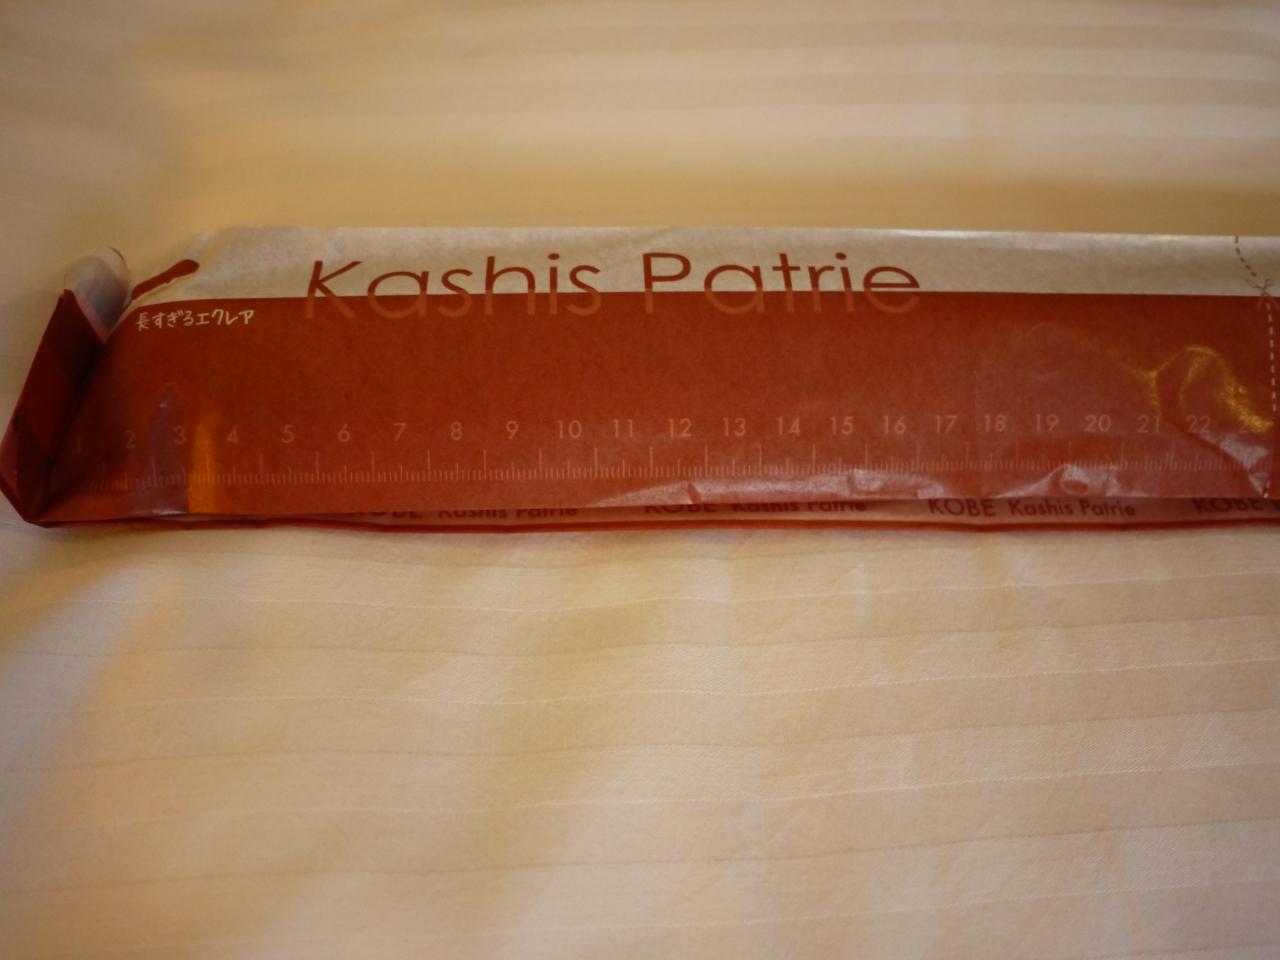 Kashis Patrie
長すぎるエクレア
1 2 3 4 5 6 7 8 9 10 11 12 13 14 15 16 17 18 19 20 21 22 23
KOBE Kashis Patrie KOBE Kashis Patrie KOBE Kashis Patrie KOBE